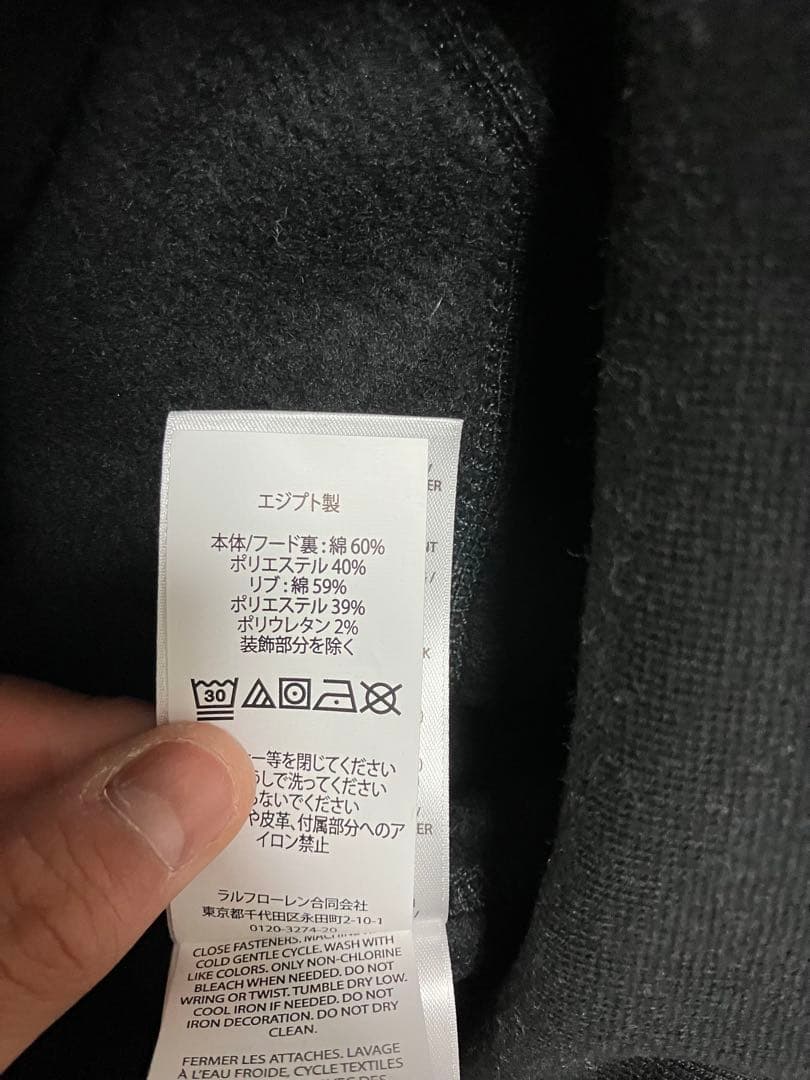 エジプト製
本体/フード裏:綿 60%
ポリエステル 40%
リブ:綿 59%
ポリエステル 39%
ポリウレタン 2%
装飾部分を除く
30
ー等を閉じてください
しで洗ってください
ないでください
や皮革、付属部分へのア
イロン禁止
ラルフローレン合同会社
東京都千代田区永田町2-10-1
0120-3274-20
CLOSE FASTENERS. MACHINE
COLD GENTLE CYCLE. WASH WITH
LIKE COLORS. ONLY NON-CHLORINE
BLEACH WHEN NEEDED. DO NOT
WRING OR TWIST. TUMBLE DRY LOW.
COOL IRON IF NEEDED. DO NOT
IRON DECORATION. DO NOT DRY
CLEAN.
FERMER LES ATTACHES. LAVAGE
À L'EAU FROIDE, CYCLE TEXTILES
/
ER
NT
/
K
)
)
/
ER
/